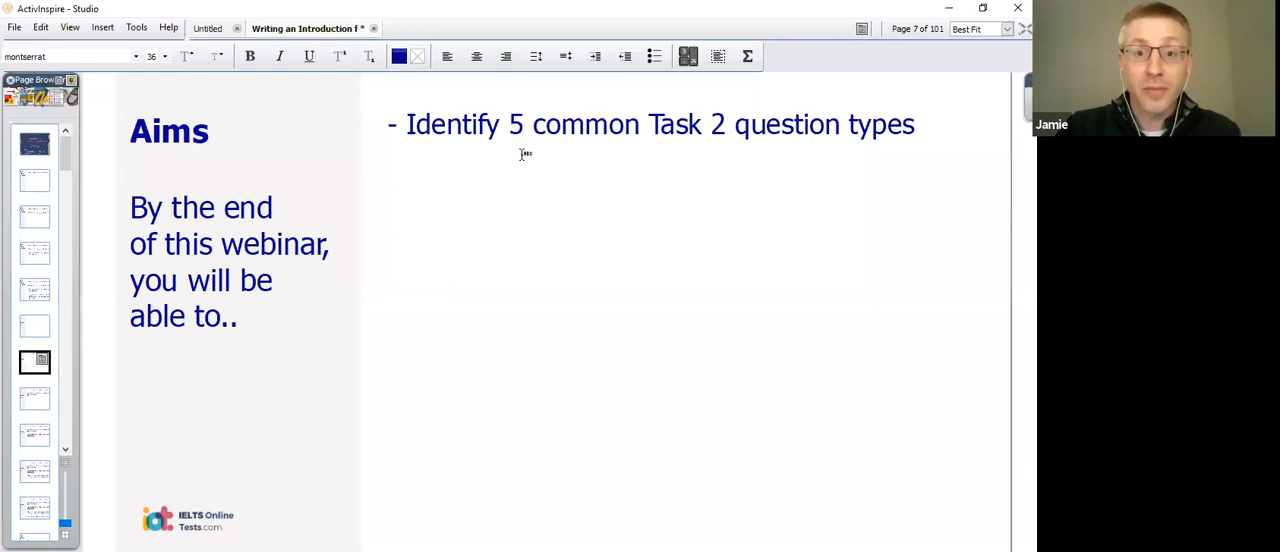 ActivInspire - Studio
File Edit View Insert Tools Help Untitled Writing an Introduction f * Page 7 of 101 Best Fit
montserrat 36 B I U T T Σ
Page Brow
Aims
- Identify 5 common Task 2 question types
By the end
of this webinar,
you will be
able to..
iot. IELTS Online
Tests.com
Jamie